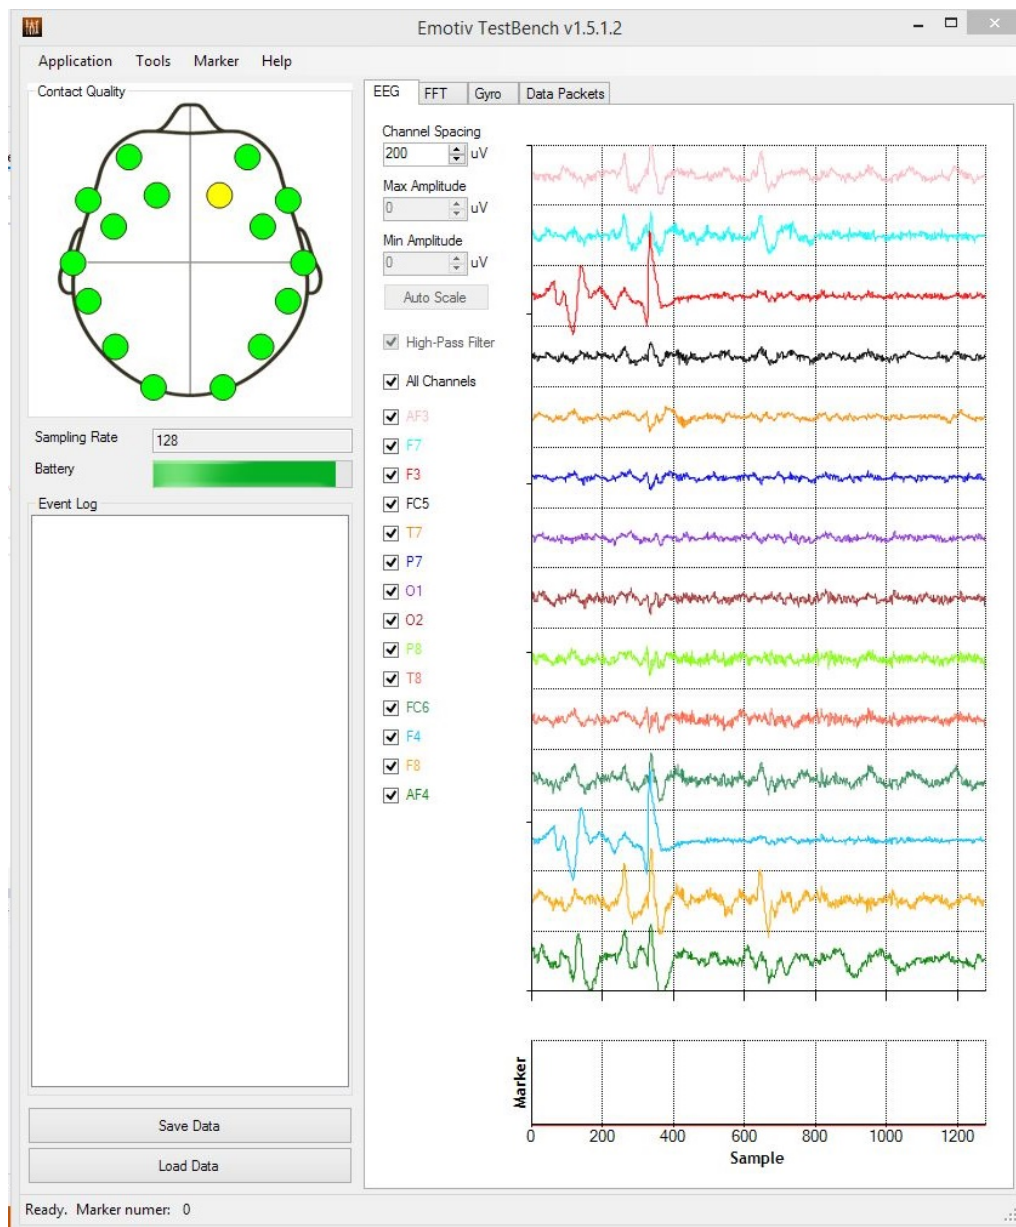 Emotiv TestBench v1.5.1.2
Application Tools Marker Help
Contact Quality
Sampling Rate 128
Battery
Event Log
Save Data
Load Data
EEG FFT Gyro Data Packets
Channel Spacing
200 uV
Max Amplitude
0 uV
Min Amplitude
0 uV
Auto Scale
High-Pass Filter
All Channels
AF3
F7
F3
FC5
T7
P7
O1
O2
P8
T8
FC6
F4
F8
AF4
Marker
0 200 400 600 800 1000 1200
Sample
Ready. Marker numer: 0